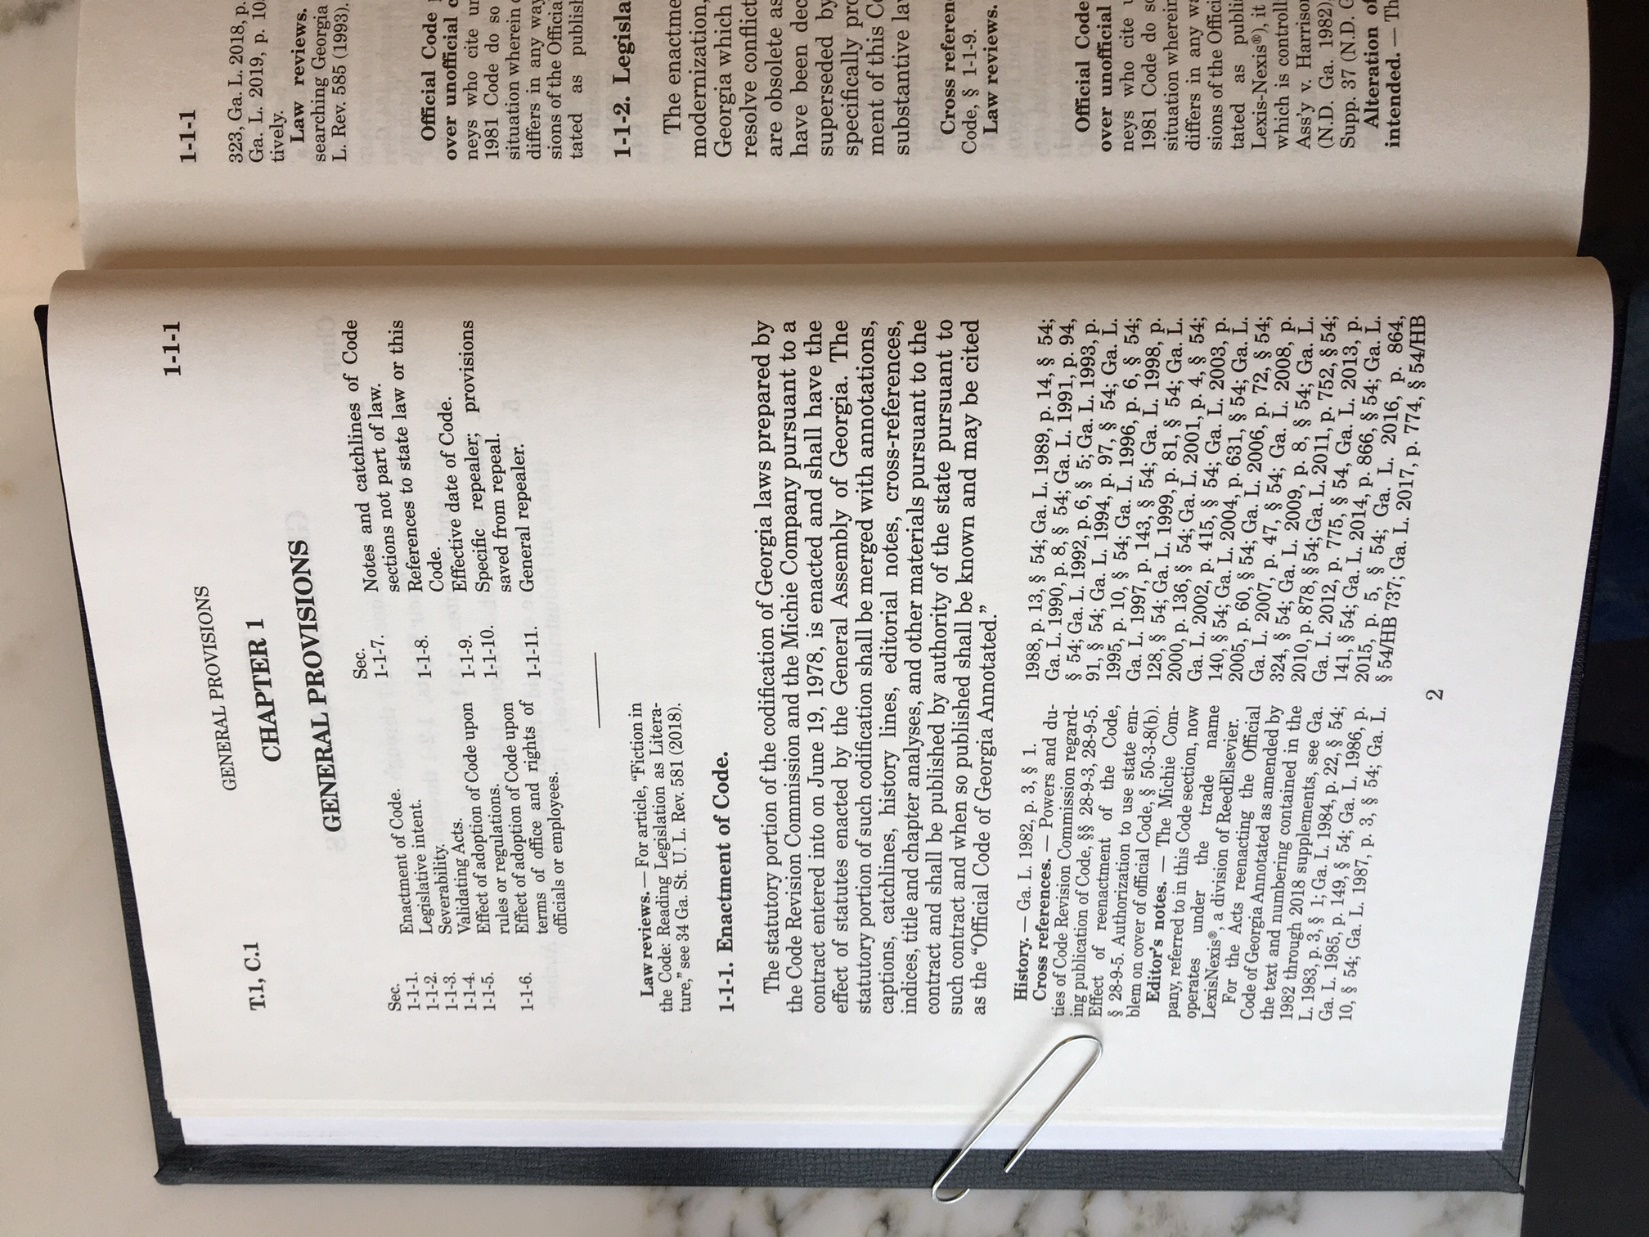 T.1, C.1
GENERAL PROVISIONS
1-1-1
CHAPTER 1
GENERAL PROVISIONS
Sec.
1-1-1. Enactment of Code.
1-1-2. Legislative intent.
1-1-3. Severability.
1-1-4. Validating Acts.
1-1-5. Effect of adoption of Code upon
rules or regulations.
1-1-6. Effect of adoption of Code upon
terms of office and rights of
officials or employees.
Sec.
1-1-7. Notes and catchlines of Code
sections not part of law.
1-1-8. References to state law or this
Code.
1-1-9. Effective date of Code.
1-1-10. Specific repealer; provisions
saved from repeal.
1-1-11. General repealer.
Law reviews. — For article, "Fiction in
the Code: Reading Legislation as Litera-
ture," see 34 Ga. St. U. L. Rev. 581 (2018).
1-1-1. Enactment of Code.
The statutory portion of the codification of Georgia laws prepared by
the Code Revision Commission and the Michie Company pursuant to a
contract entered into on June 19, 1978, is enacted and shall have the
effect of statutes enacted by the General Assembly of Georgia. The
statutory portion of such codification shall be merged with annotations,
captions, catchlines, history lines, editorial notes, cross-references,
indices, title and chapter analyses, and other materials pursuant to the
contract and shall be published by authority of the state pursuant to
such contract and when so published shall be known and may be cited
as the “Official Code of Georgia Annotated.”
History. — Ga. L. 1982, p. 3, § 1.
Cross references. — Powers and du-
ties of Code Revision Commission regard-
ing publication of Code, §§ 28-9-3, 28-9-5.
Effect of reenactment of the Code,
§ 28-9-5. Authorization to use state em-
blem on cover of official Code, § 50-3-8(b).
Editor's notes. — The Michie Com-
pany, referred to in this Code section, now
operates under the trade name
LexisNexis®, a division of ReedElsevier.
For the Acts reenacting the Official
Code of Georgia Annotated as amended by
the text and numbering contained in the
1982 through 2018 supplements, see Ga.
L. 1983, p. 3, § 1; Ga. L. 1984, p. 22, § 54;
Ga. L. 1985, p. 149, § 54; Ga. L. 1986, p.
10, § 54; Ga. L. 1987, p. 3, § 54; Ga. L.
1988, p. 13, § 54; Ga. L. 1989, p. 14, § 54;
Ga. L. 1990, p. 8, § 54; Ga. L. 1991, p. 94,
§ 54; Ga. L. 1992, p. 6, § 5; Ga. L. 1993, p.
91, § 54; Ga. L. 1994, p. 97, § 54; Ga. L.
1995, p. 10, § 54; Ga. L. 1996, p. 6, § 54;
Ga. L. 1997, p. 143, § 54; Ga. L. 1998, p.
128, § 54; Ga. L. 1999, p. 81, § 54; Ga. L.
2000, p. 136, § 54; Ga. L. 2001, p. 4, § 54;
Ga. L. 2002, p. 415, § 54; Ga. L. 2003, p.
140, § 54; Ga. L. 2004, p. 631, § 54; Ga. L.
2005, p. 60, § 54; Ga. L. 2006, p. 72, § 54;
Ga. L. 2007, p. 47, § 54; Ga. L. 2008, p.
324, § 54; Ga. L. 2009, p. 8, § 54; Ga. L.
2010, p. 878, § 54; Ga. L. 2011, p. 752, § 54;
Ga. L. 2012, p. 775, § 54, Ga. L. 2013, p.
141, § 54; Ga. L. 2014, p. 866, § 54; Ga. L.
2015, p. 5, § 54; Ga. L. 2016, p. 864,
§ 54/HB 737; Ga. L. 2017, p. 774, § 54/HB
2
1-1-1
323, Ga. L. 2018, p.
Ga. L. 2019, p. 10
tively.
Law reviews.
searching Georgia
L. Rev. 585 (1993).
Official Code
over unofficial c
neys who cite un
1981 Code do so
situation wherein
differs in any way
sions of the Official
tated as publish
1-1-2. Legisla
The enactme
modernization,
Georgia which
resolve conflict
are obsolete as
have been dec
superseded by
specifically pro
ment of this Co
substantive la
Cross referen
Code, § 1-1-9.
Law reviews.
Official Code
over unofficial
neys who cite
1981 Code do so
situation wherein
differs in any wa
sions of the Offici
tated as public
Lexis-Nexis®), it
which is controll
Ass'y v. Harrison
(N.D. Ga. 1982)
Supp. 37 (N.D. G
Alteration of
intended. — Th